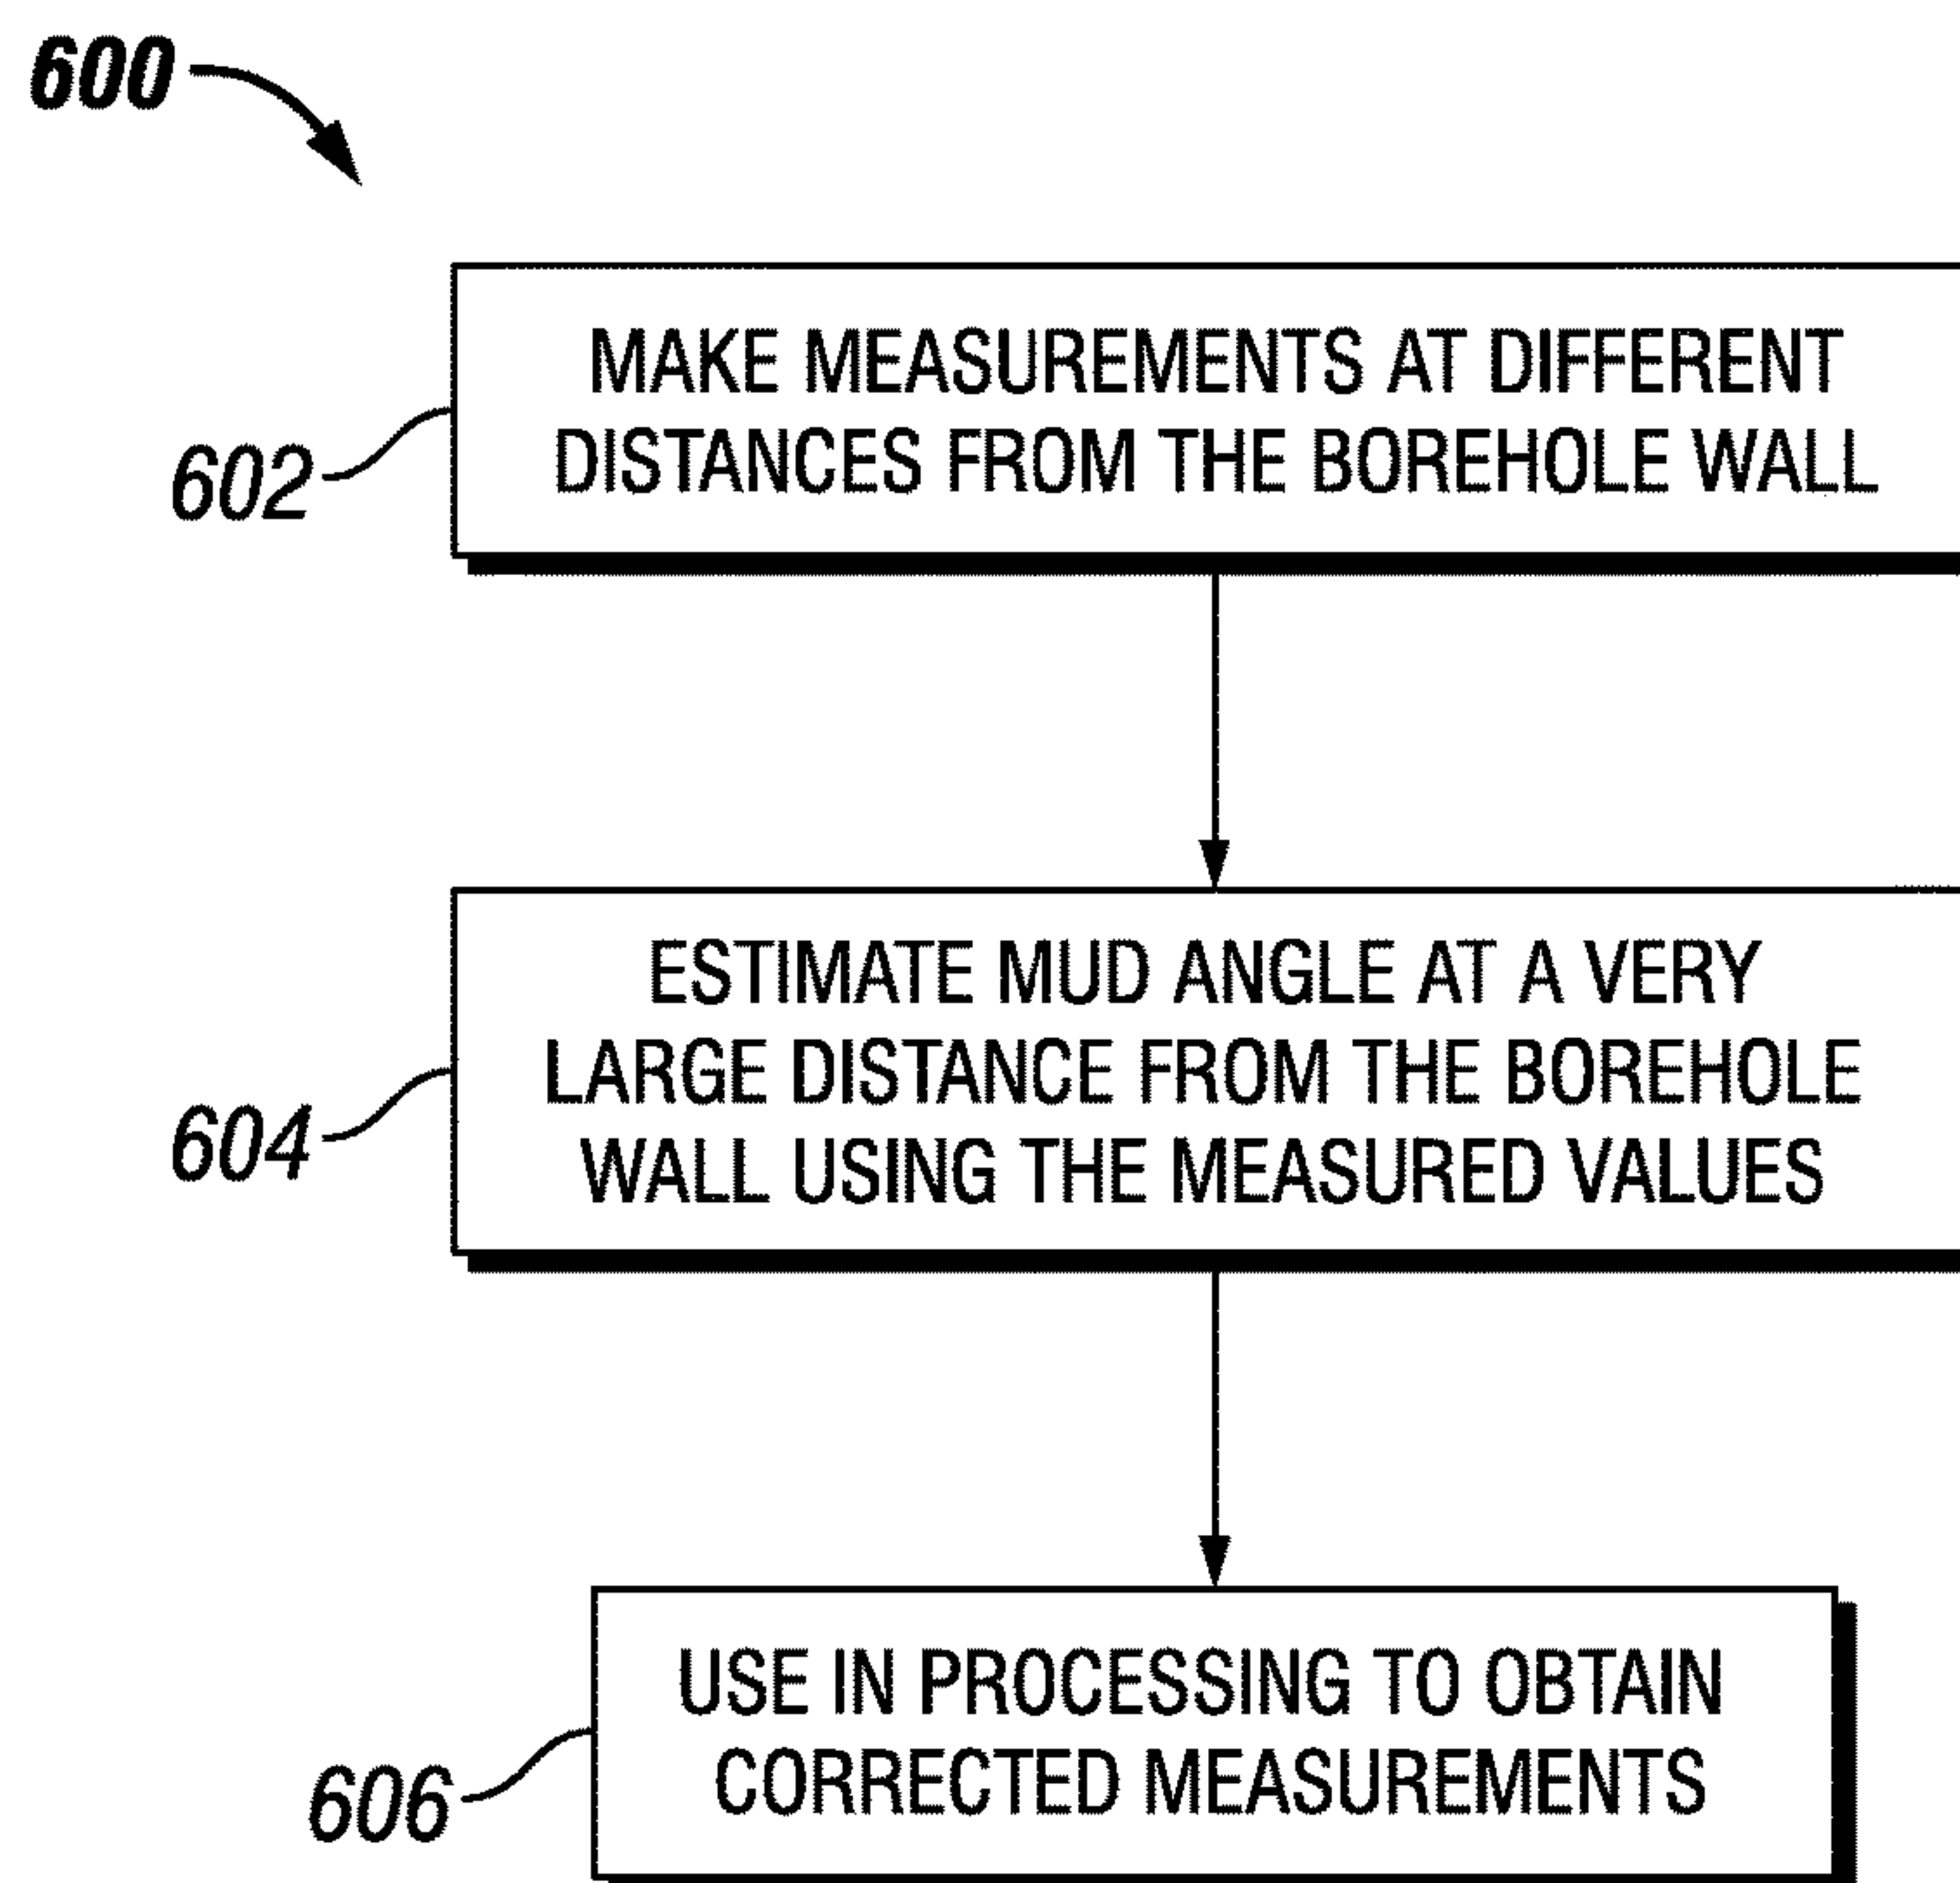 600
MAKE MEASUREMENTS AT DIFFERENT
DISTANCES FROM THE BOREHOLE WALL
602
ESTIMATE MUD ANGLE AT A VERY
LARGE DISTANCE FROM THE BOREHOLE
WALL USING THE MEASURED VALUES
604
USE IN PROCESSING TO OBTAIN
CORRECTED MEASUREMENTS
606